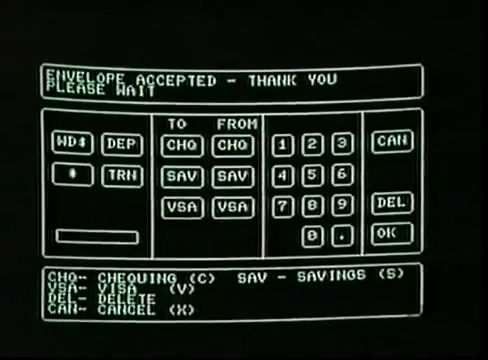 ENVELOPE ACCEPTED - THANK YOU
PLEASE WAIT
TO FROM
WD$ DEP CHQ CHQ 1 2 3 CAN
* TRN SAV SAV 4 5 6
VSA VSA 7 8 9 DEL
0 . OK
CHQ- CHEQUING (C) SAV - SAVINGS (S)
VSA- VISA (V)
DEL- DELETE
CAN- CANCEL (X)